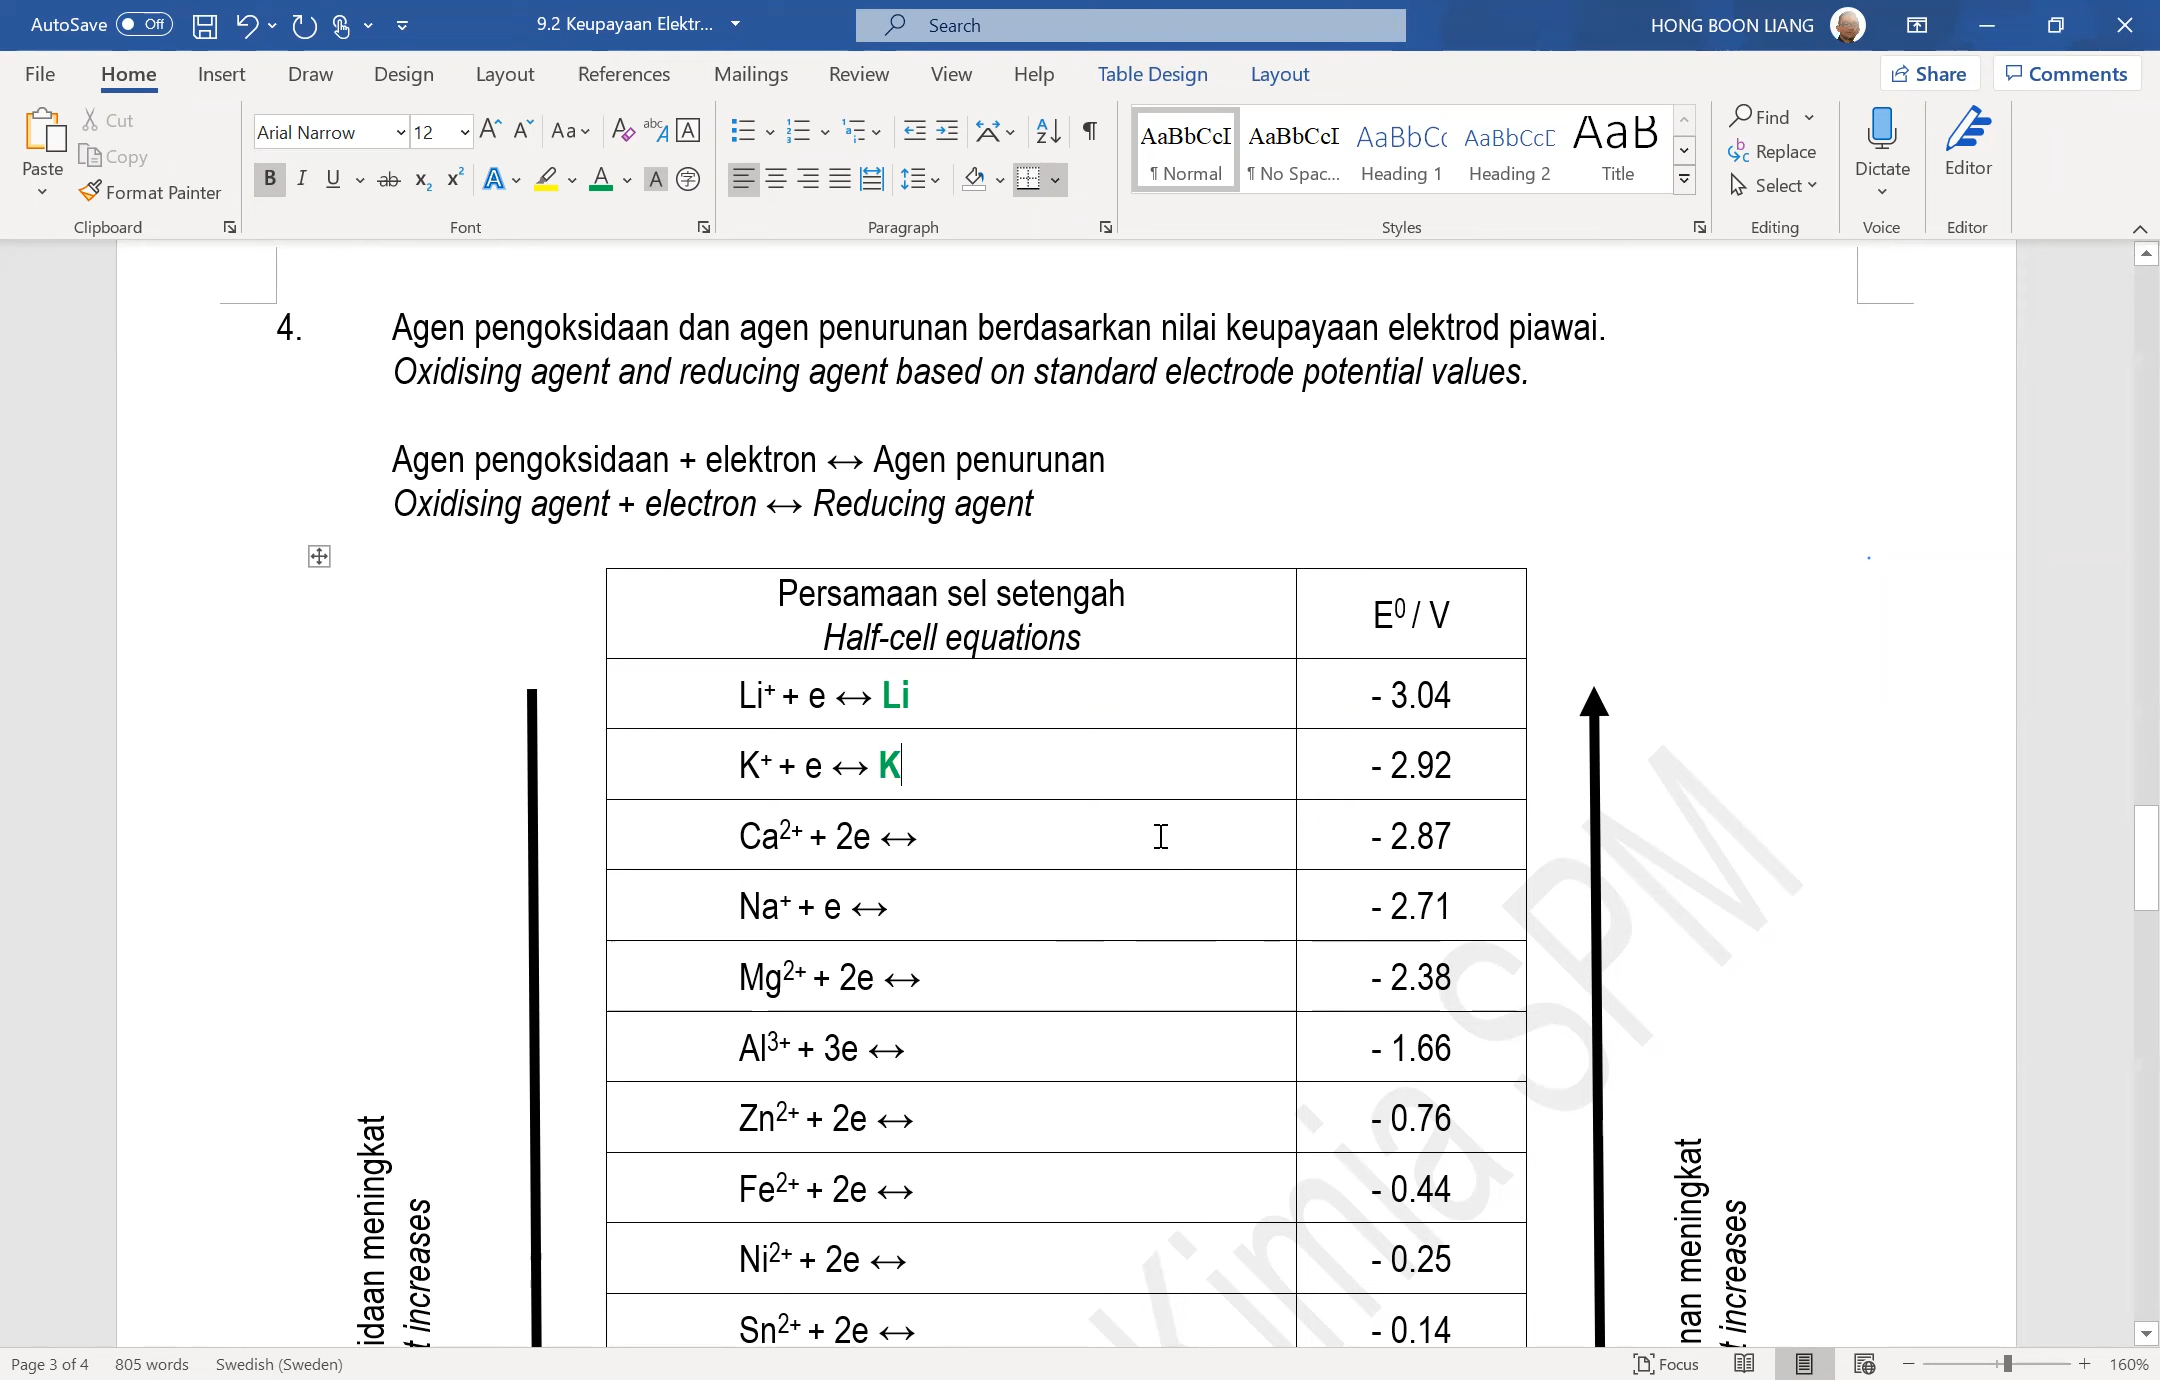 AutoSave Off 9.2 Keupayaan Elektr... Search HONG BOON LIANG
File Home Insert Draw Design Layout References Mailings Review View Help Table Design Layout Share Comments
Paste Cut Copy Format Painter Clipboard
Arial Narrow 12 Font
Paragraph
AaBbCcI ¶ Normal AaBbCcI ¶ No Spac... AaBbCc Heading 1 AaBbCcD Heading 2 AaB Title Styles
Find Replace Select Editing
Dictate Voice
Editor Editor
4. Agen pengoksidaan dan agen penurunan berdasarkan nilai keupayaan elektrod piawai.
Oxidising agent and reducing agent based on standard electrode potential values.
Agen pengoksidaan + elektron ↔ Agen penurunan
Oxidising agent + electron ↔ Reducing agent
Persamaan sel setengah
Half-cell equations
E⁰ / V
Li⁺ + e ↔ Li - 3.04
K⁺ + e ↔ K - 2.92
Ca²⁺ + 2e ↔ - 2.87
Na⁺ + e ↔ - 2.71
Mg²⁺ + 2e ↔ - 2.38
Al³⁺ + 3e ↔ - 1.66
Zn²⁺ + 2e ↔ - 0.76
Fe²⁺ + 2e ↔ - 0.44
Ni²⁺ + 2e ↔ - 0.25
Sn²⁺ + 2e ↔ - 0.14
idaan meningkat
t increases
nan meningkat
t increases
Kimia SPM
Page 3 of 4 805 words Swedish (Sweden) Focus 160%